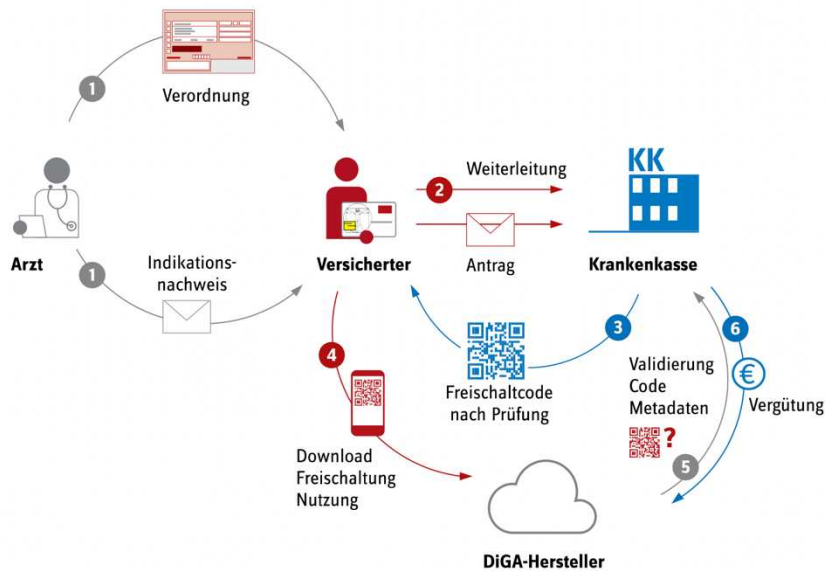 1
Verordnung
Arzt
1
Indikations-
nachweis
Versicherter
2
Weiterleitung
Antrag
KK
Krankenkasse
3
Freischaltcode
nach Prüfung
4
Download
Freischaltung
Nutzung
DiGA-Hersteller
5
Validierung
Code
Metadaten
?
6
€
Vergütung